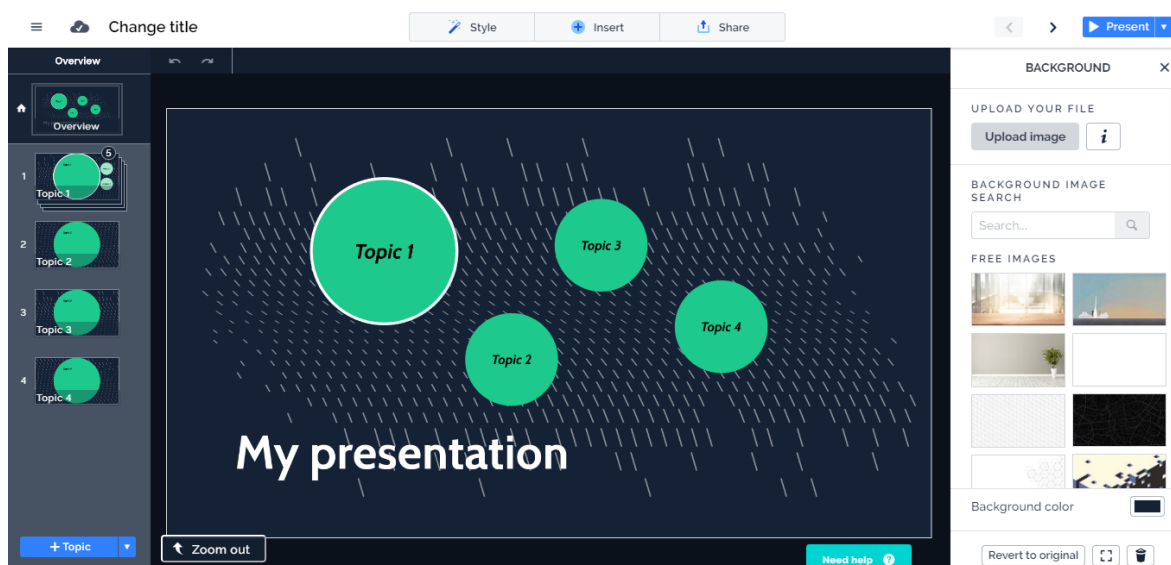 Change title
Style
Insert
Share
Present
Overview
Overview
1
5
Topic 1
2
Topic 2
3
Topic 3
4
Topic 4
+ Topic
Topic 1
Topic 3
Topic 4
Topic 2
My presentation
Zoom out
Need help ?
BACKGROUND
UPLOAD YOUR FILE
Upload image
i
BACKGROUND IMAGE
SEARCH
Search...
FREE IMAGES
Background color
Revert to original